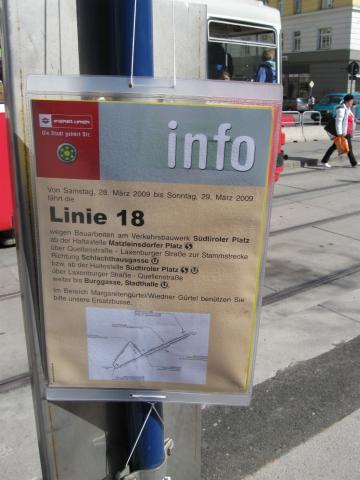 WIENER LINIEN
Die Stadt gehört Dir.
info
Von Samstag, 28. März 2009 bis Sonntag, 29. März 2009
fährt die
Linie 18
wegen Bauarbeiten am Verkehrsbauwerk Südtiroler Platz
ab der Haltestelle Matzleinsdorfer Platz S
über Quellenstraße - Laxenburger Straße zur Stammstrecke
Richtung Schlachthausgasse U
bzw. ab der Haltestelle Südtiroler Platz S U
über Laxenburger Straße - Quellenstraße
weiter bis Burggasse, Stadthalle U
Im Bereich Margaretengürtel/Wiedner Gürtel benützen Sie
bitte unsere Ersatzbusse.